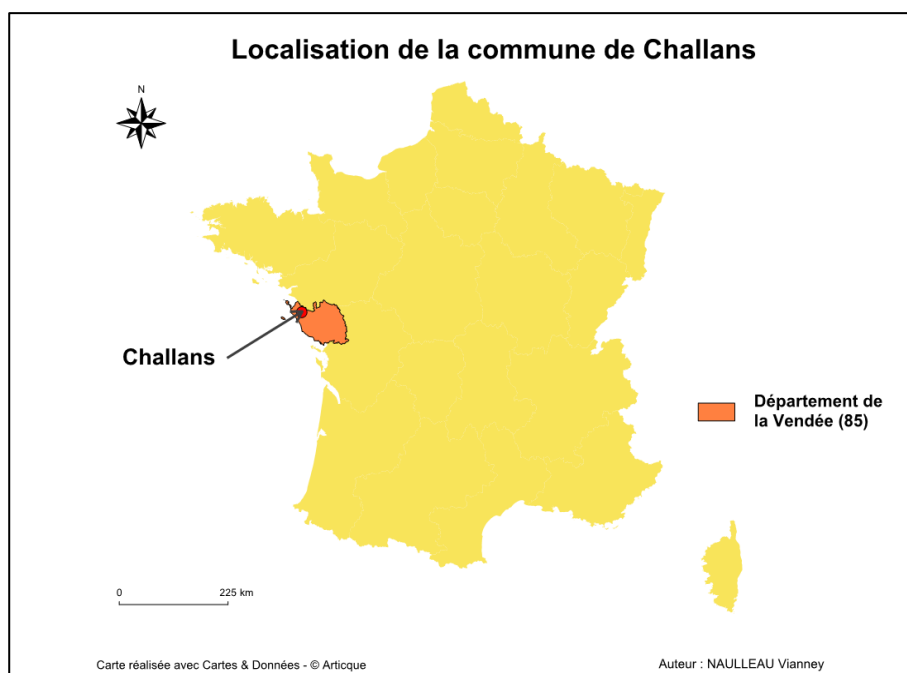 Localisation de la commune de Challans
N
Challans
Département de
la Vendée (85)
0 225 km
Carte réalisée avec Cartes & Données - © Articque
Auteur : NAULLEAU Vianney